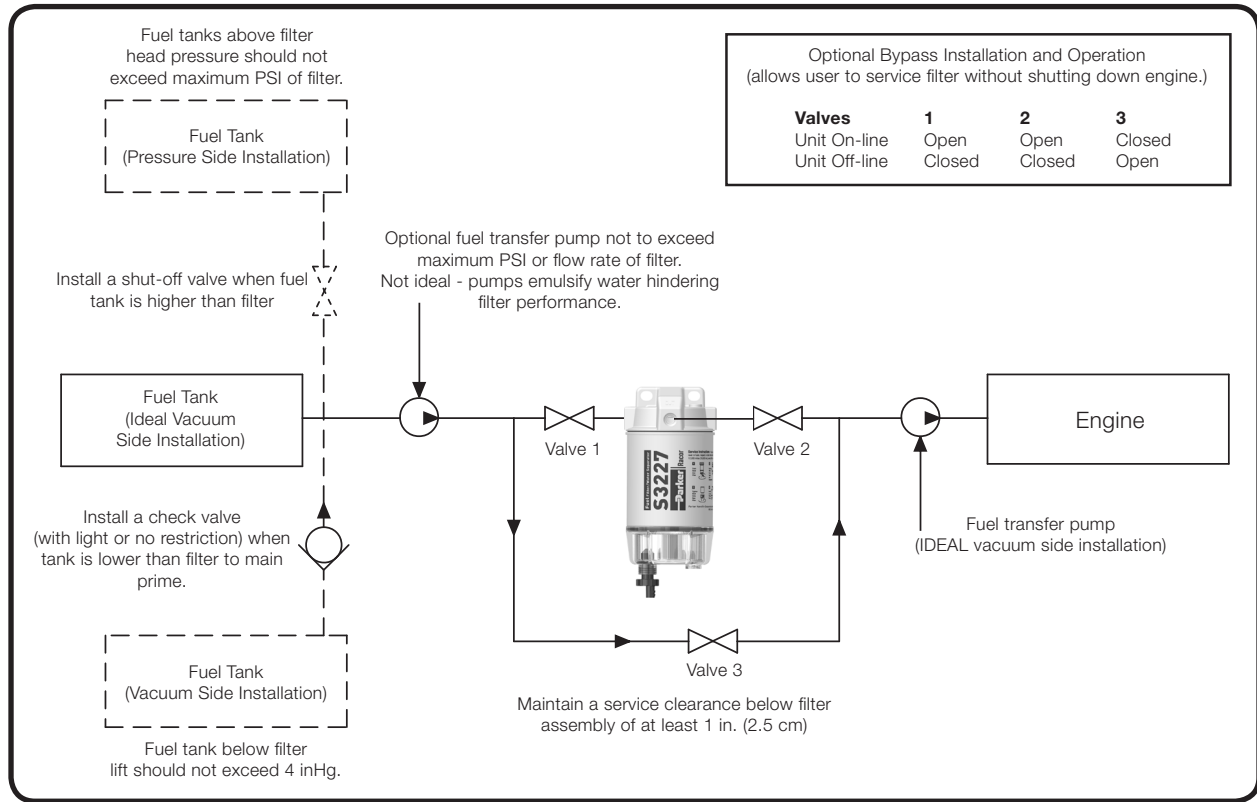 Fuel tanks above filter
head pressure should not
exceed maximum PSI of filter.
Fuel Tank
(Pressure Side Installation)
Optional Bypass Installation and Operation
(allows user to service filter without shutting down engine.)
Valves 1 2 3
Unit On-line Open Open Closed
Unit Off-line Closed Closed Open
Install a shut-off valve when fuel
tank is higher than filter
Optional fuel transfer pump not to exceed
maximum PSI or flow rate of filter.
Not ideal - pumps emulsify water hindering
filter performance.
Fuel Tank
(Ideal Vacuum
Side Installation)
Valve 1
S3227
Parker
Racor
Valve 2
Engine
Install a check valve
(with light or no restriction) when
tank is lower than filter to main
prime.
Fuel transfer pump
(IDEAL vacuum side installation)
Fuel Tank
(Vacuum Side Installation)
Valve 3
Maintain a service clearance below filter
assembly of at least 1 in. (2.5 cm)
Fuel tank below filter
lift should not exceed 4 inHg.